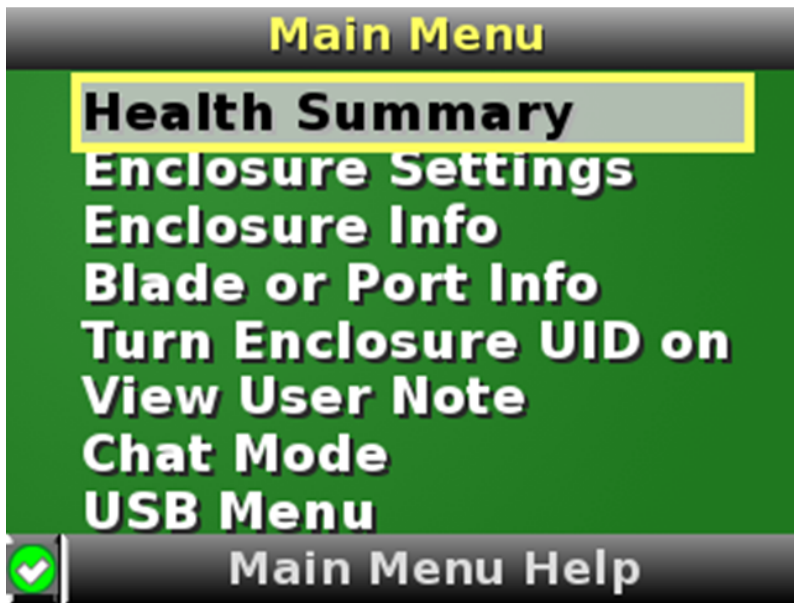 Main Menu
Health Summary
Enclosure Settings
Enclosure Info
Blade or Port Info
Turn Enclosure UID on
View User Note
Chat Mode
USB Menu
Main Menu Help